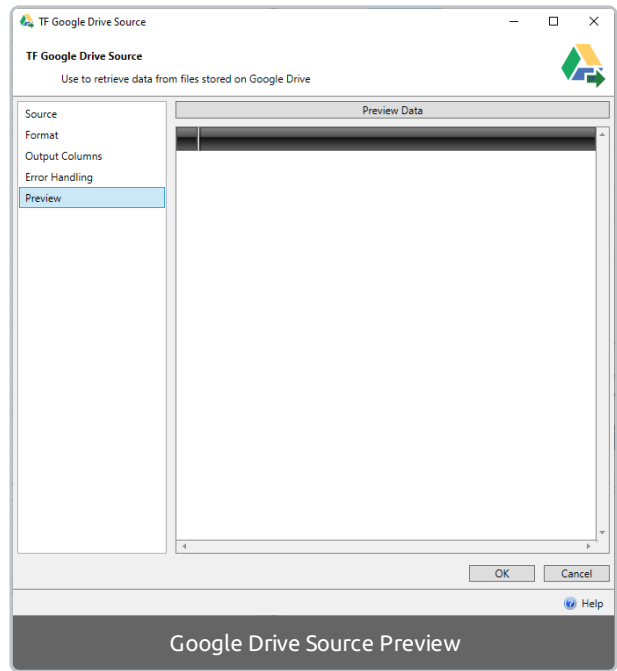 TF Google Drive Source
TF Google Drive Source
Use to retrieve data from files stored on Google Drive
Source
Format
Output Columns
Error Handling
Preview
Preview Data
OK
Cancel
Help
Google Drive Source Preview